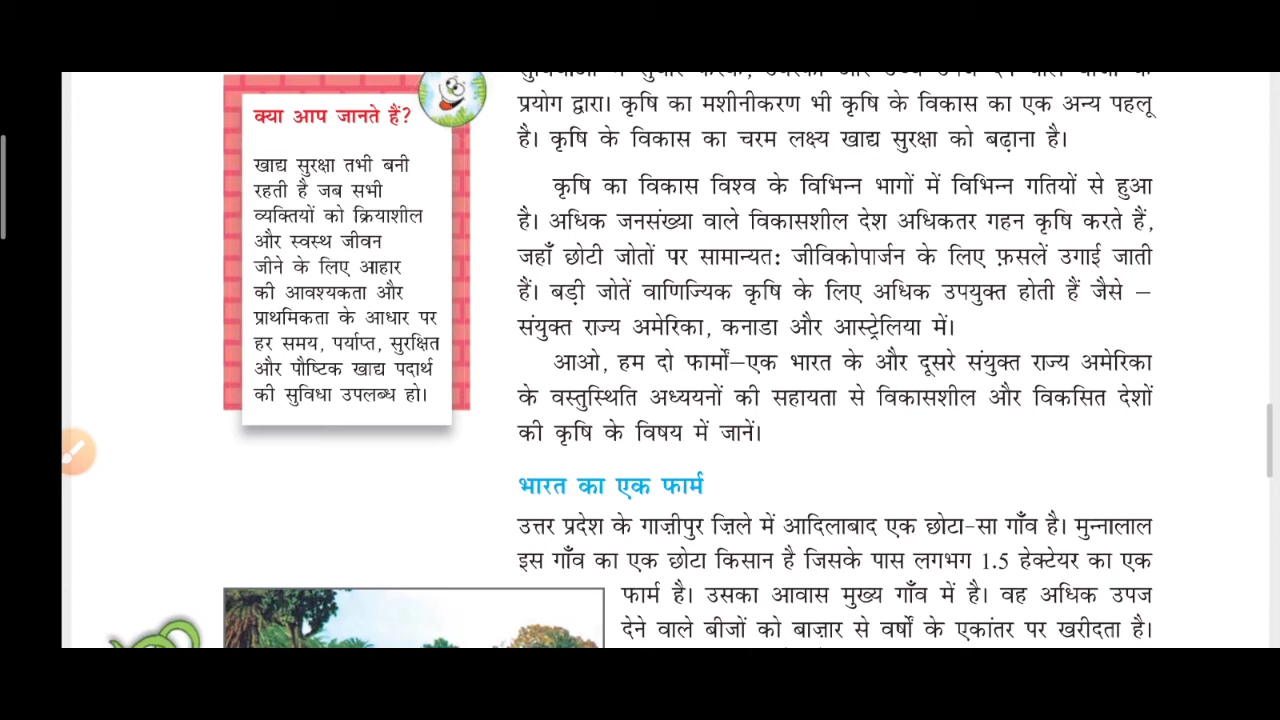 क्या आप जानते हैं?
खाद्य सुरक्षा तभी बनी
रहती है जब सभी
व्यक्तियों को क्रियाशील
और स्वस्थ जीवन
जीने के लिए आहार
की आवश्यकता और
प्राथमिकता के आधार पर
हर समय, पर्याप्त, सुरक्षित
और पौष्टिक खाद्य पदार्थ
की सुविधा उपलब्ध हो।
प्रयोग द्वारा। कृषि का मशीनीकरण भी कृषि के विकास का एक अन्य पहलू
है। कृषि के विकास का चरम लक्ष्य खाद्य सुरक्षा को बढ़ाना है।
कृषि का विकास विश्व के विभिन्न भागों में विभिन्न गतियों से हुआ
है। अधिक जनसंख्या वाले विकासशील देश अधिकतर गहन कृषि करते हैं,
जहाँ छोटी जोतों पर सामान्यत: जीविकोपार्जन के लिए फ़सलें उगाई जाती
हैं। बड़ी जोतें वाणिज्यिक कृषि के लिए अधिक उपयुक्त होती हैं जैसे –
संयुक्त राज्य अमेरिका, कनाडा और आस्ट्रेलिया में।
आओ, हम दो फार्मों–एक भारत के और दूसरे संयुक्त राज्य अमेरिका
के वस्तुस्थिति अध्ययनों की सहायता से विकासशील और विकसित देशों
की कृषि के विषय में जानें।
भारत का एक फार्म
उत्तर प्रदेश के गाज़ीपुर ज़िले में आदिलाबाद एक छोटा-सा गाँव है। मुन्नालाल
इस गाँव का एक छोटा किसान है जिसके पास लगभग 1.5 हेक्टेयर का एक
फार्म है। उसका आवास मुख्य गाँव में है। वह अधिक उपज
देने वाले बीजों को बाज़ार से वर्षों के एकांतर पर खरीदता है।